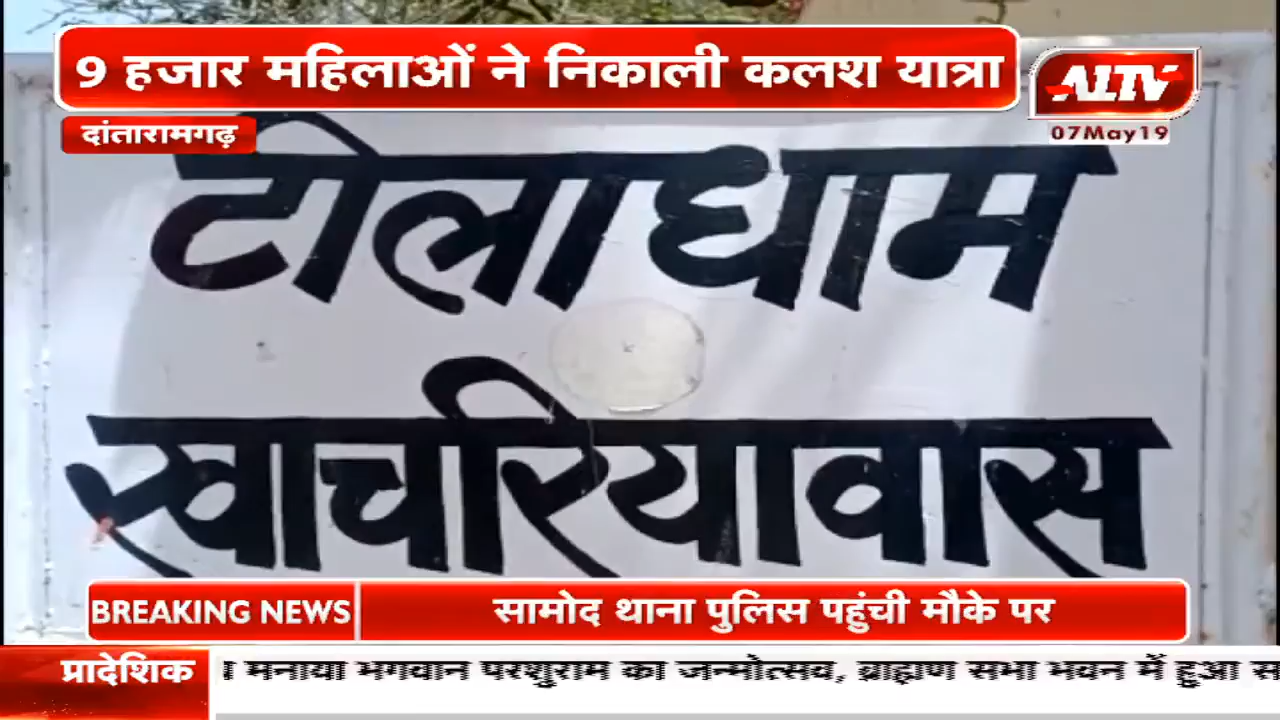 9 हजार महिलाओं ने निकाली कलश यात्रा
ALTV
07May19
दांतारामगढ़
टीलाधाम
खाचरियावास
BREAKING NEWS
सामोद थाना पुलिस पहुंची मौके पर
प्रादेशिक
मनाया भगवान परशुराम का जन्मोत्सव, ब्राह्मण सभा भवन में हुआ